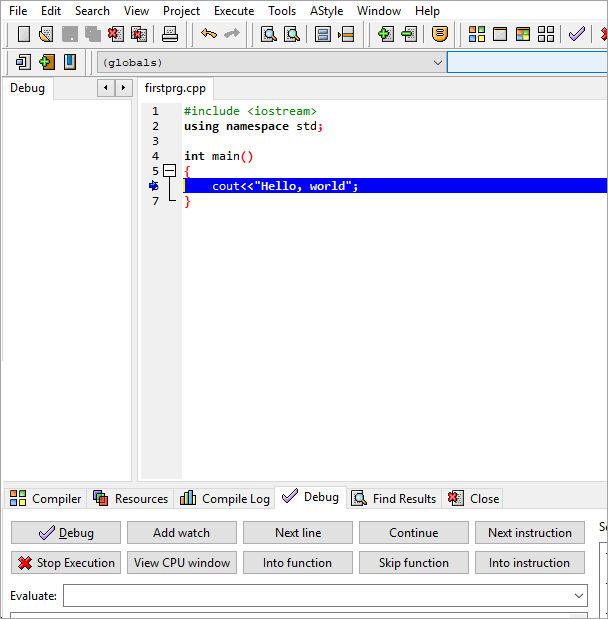 File Edit Search View Project Execute Tools AStyle Window Help
(globals)
Debug firstprg.cpp
1 #include <iostream>
2 using namespace std;
3
4 int main()
5 {
cout<<"Hello, world";
7 }
Compiler Resources Compile Log Debug Find Results Close
Debug Add watch Next line Continue Next instruction
Stop Execution View CPU window Into function Skip function Into instruction
Evaluate: